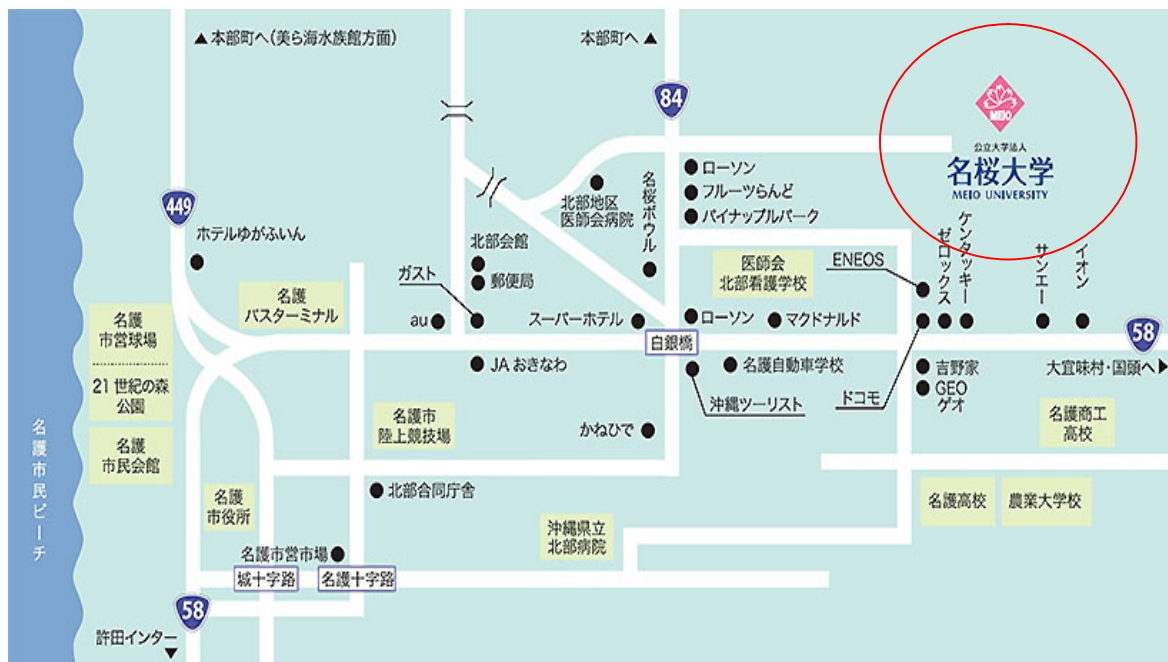 ▲本部町へ(美ら海水族館方面)
本部町へ▲
84
MEIO
公立大学法人
名桜大学
MEIO UNIVERSITY
ローソン
フルーツらんど
パイナップルパーク
北部地区
医師会病院
名桜ボウル
449
ホテルゆがふいん
北部会館
郵便局
ガスト
医師会
北部看護学校
ENEOS
ゼロックス
ケンタッキー
サンエー
イオン
名護
バスターミナル
名護
市営球場
21世紀の森
公園
名護
市民会館
au
スーパーホテル
ローソン
マクドナルド
白銀橋
58
JAおきなわ
名護自動車学校
吉野家
GEO
ゲオ
大宜味村・国頭へ▶
沖縄ツーリスト
ドコモ
名護市
陸上競技場
かねひで
名護商工
高校
名護市民ビーチ
北部合同庁舎
名護
市役所
名護高校
農業大学校
沖縄県立
北部病院
名護市営市場
城十字路
名護十字路
58
許田インター
▼